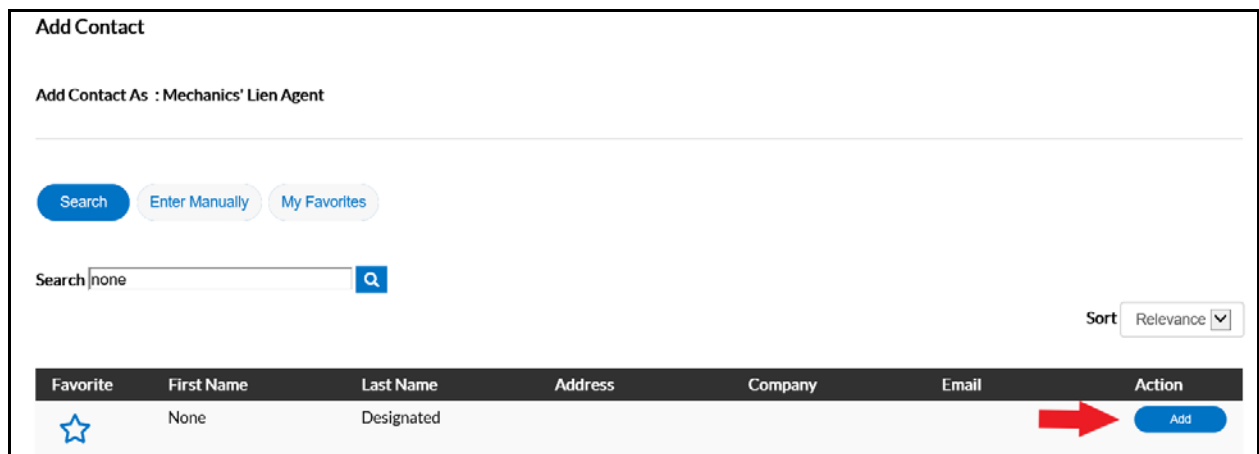 Add Contact
Add Contact As : Mechanics' Lien Agent
Search Enter Manually My Favorites
Search none
Sort Relevance
Favorite First Name Last Name Address Company Email Action
None Designated Add